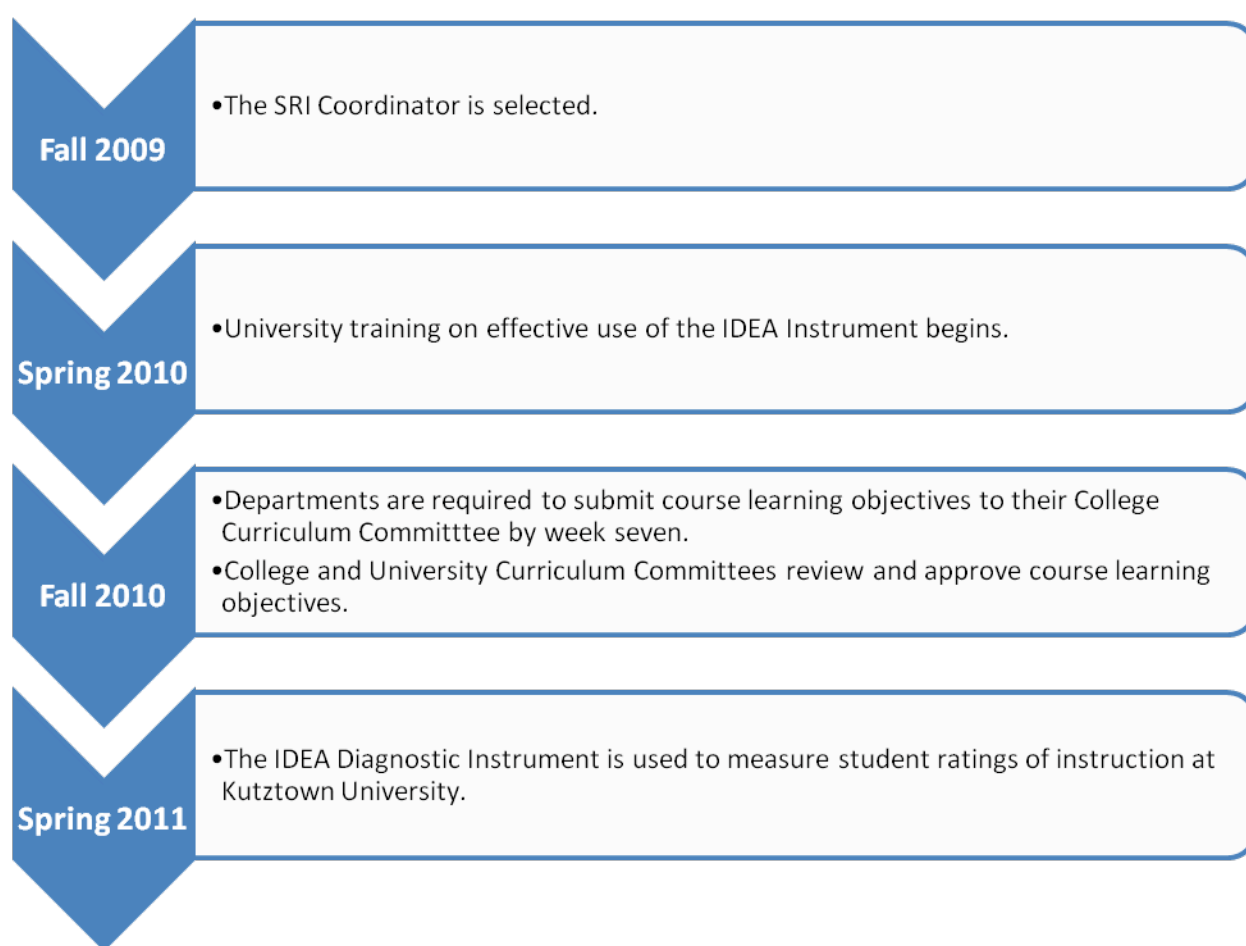 Fall 2009
•The SRI Coordinator is selected.
Spring 2010
•University training on effective use of the IDEA Instrument begins.
Fall 2010
•Departments are required to submit course learning objectives to their College
Curriculum Committtee by week seven.
•College and University Curriculum Committees review and approve course learning
objectives.
Spring 2011
•The IDEA Diagnostic Instrument is used to measure student ratings of instruction at
Kutztown University.